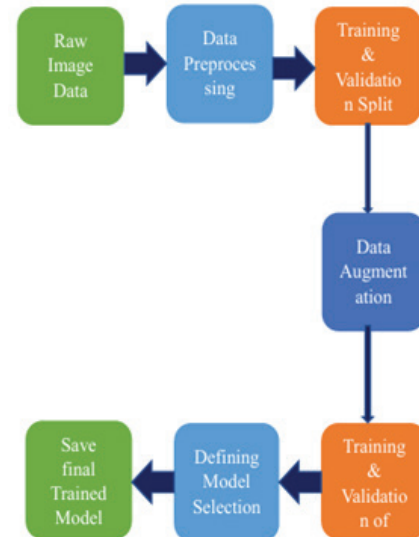 Raw
Image
Data
Data
Preproces
sing
Training
&
Validatio
n Split
Data
Augment
ation
Training
&
Validatio
n of
Defining
Model
Selection
Save
final
Trained
Model